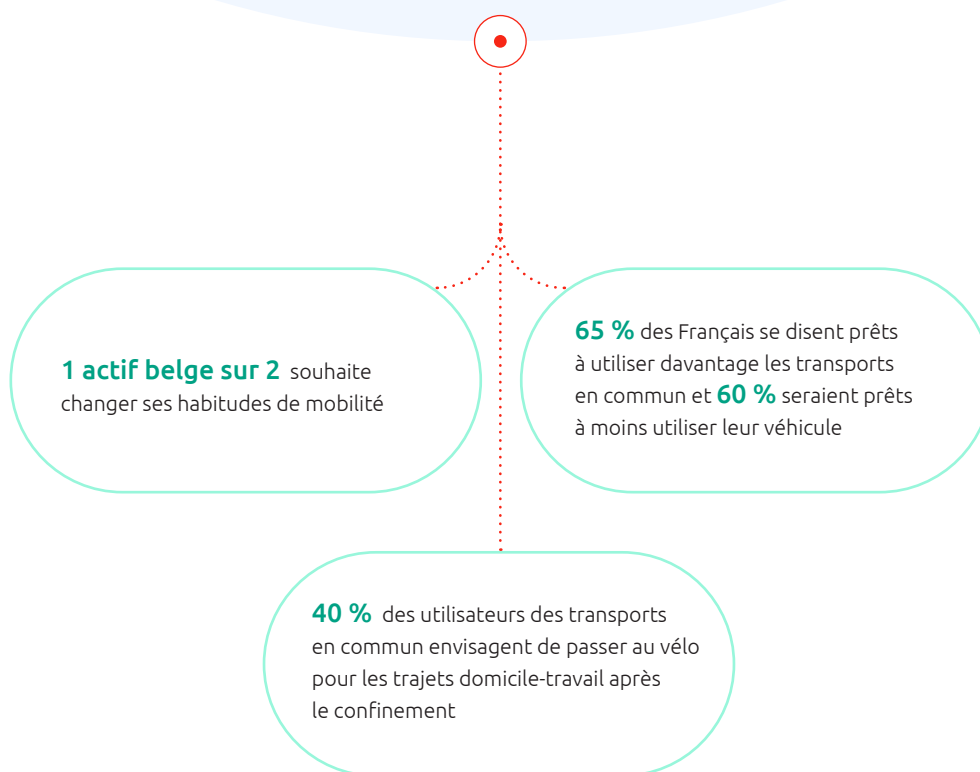 1 actif belge sur 2 souhaite
changer ses habitudes de mobilité
65 % des Français se disent prêts
à utiliser davantage les transports
en commun et 60 % seraient prêts
à moins utiliser leur véhicule
40 % des utilisateurs des transports
en commun envisagent de passer au vélo
pour les trajets domicile-travail après
le confinement